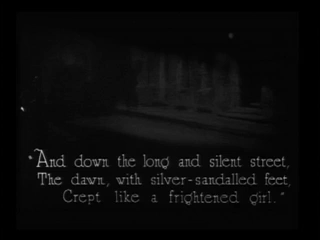 "And down the long and silent street,
The dawn, with silver-sandalled feet,
Crept like a frightened girl."